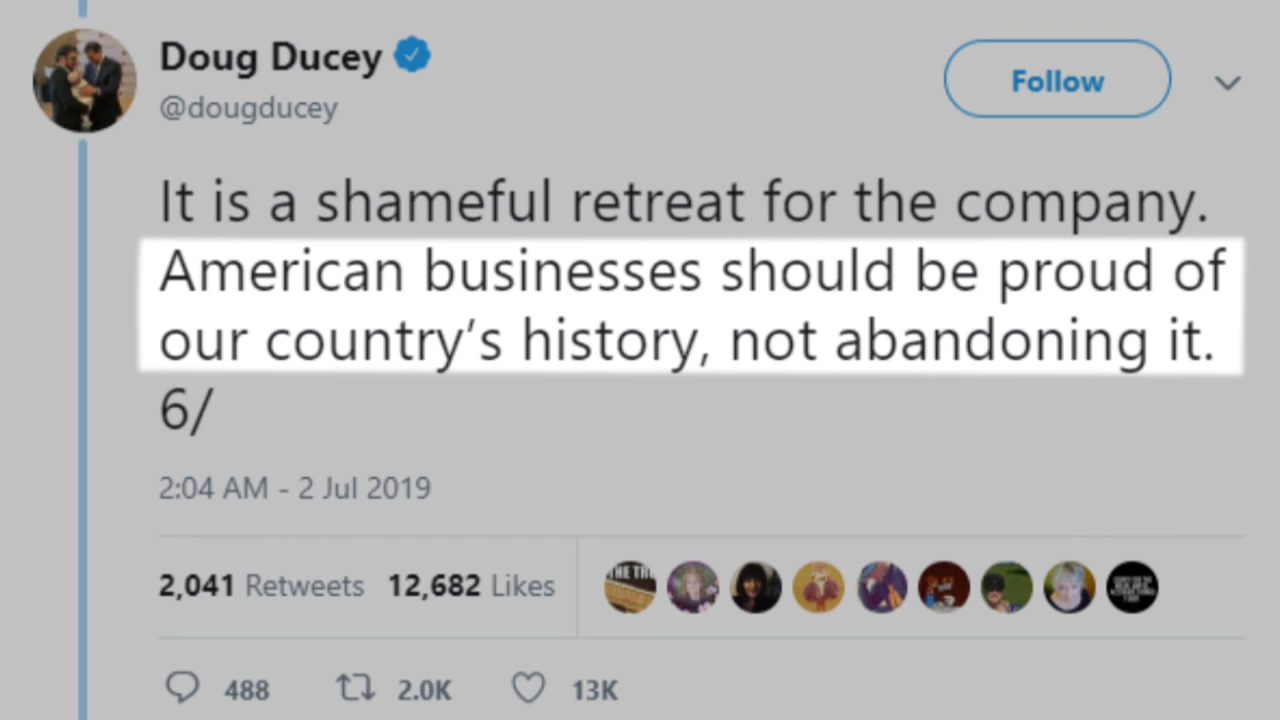 Doug Ducey
@dougducey
Follow
It is a shameful retreat for the company.
American businesses should be proud of
our country’s history, not abandoning it.
6/
2:04 AM - 2 Jul 2019
2,041 Retweets 12,682 Likes
THE TR
488 2.0K 13K